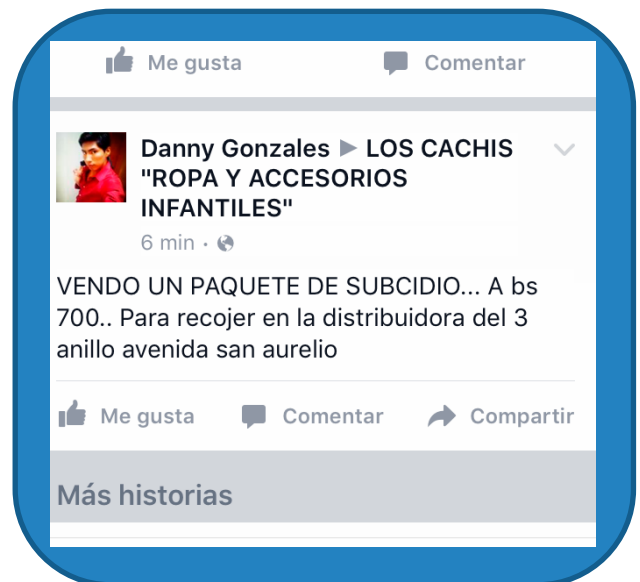 Me gusta Comentar
Danny Gonzales ▶ LOS CACHIS
"ROPA Y ACCESORIOS
INFANTILES"
6 min ·
VENDO UN PAQUETE DE SUBCIDIO... A bs
700.. Para recojer en la distribuidora del 3
anillo avenida san aurelio
Me gusta Comentar Compartir
Más historias